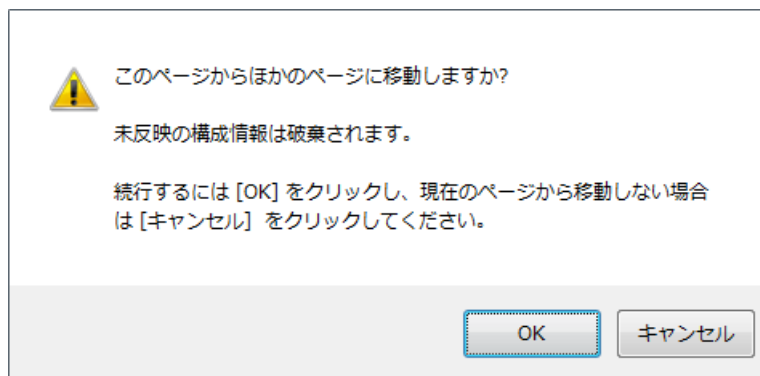 このページからほかのページに移動しますか?
未反映の構成情報は破棄されます。
続行するには [OK] をクリックし、現在のページから移動しない場合
は [キャンセル] をクリックしてください。
OK
キャンセル